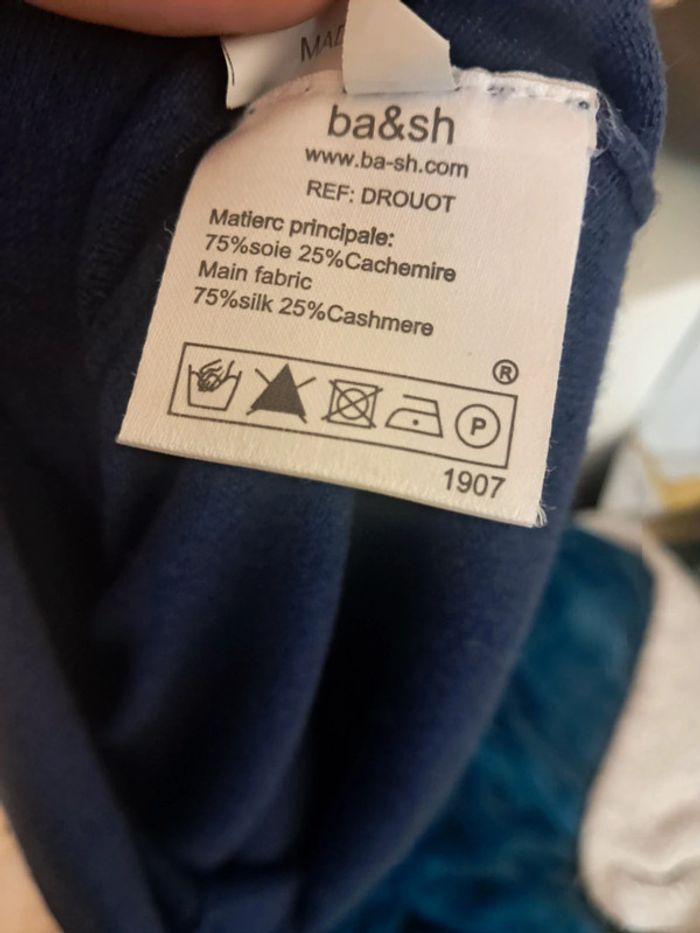 MAD
ba&sh
www.ba-sh.com
REF: DROUOT
Matierc principale:
75%soie 25%Cachemire
Main fabric
75%silk 25%Cashmere
®
P
1907